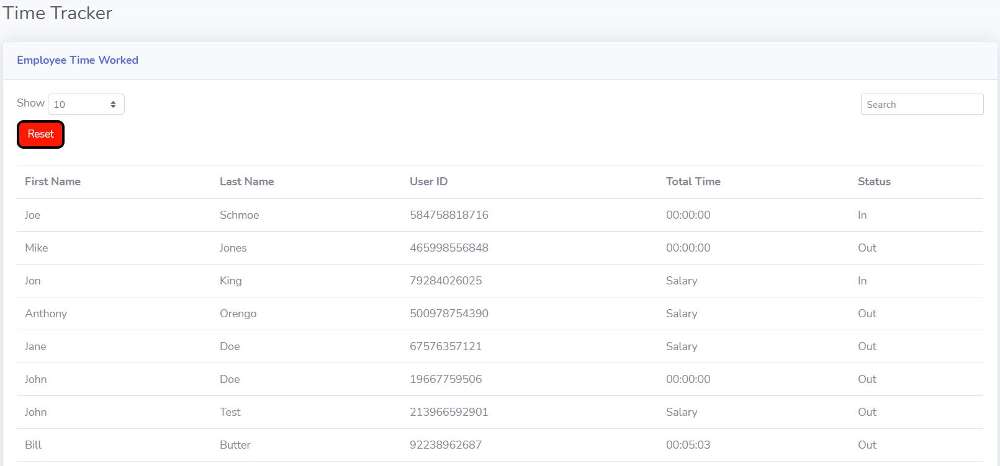 Time Tracker
Employee Time Worked
Show 10 Search
Reset
First Name Last Name User ID Total Time Status
Joe Schmoe 584758818716 00:00:00 In
Mike Jones 465998556848 00:00:00 Out
Jon King 79284026025 Salary In
Anthony Orengo 500978754390 Salary Out
Jane Doe 67576357121 Salary Out
John Doe 19667759506 00:00:00 Out
John Test 213966592901 Salary Out
Bill Butter 92238962687 00:05:03 Out